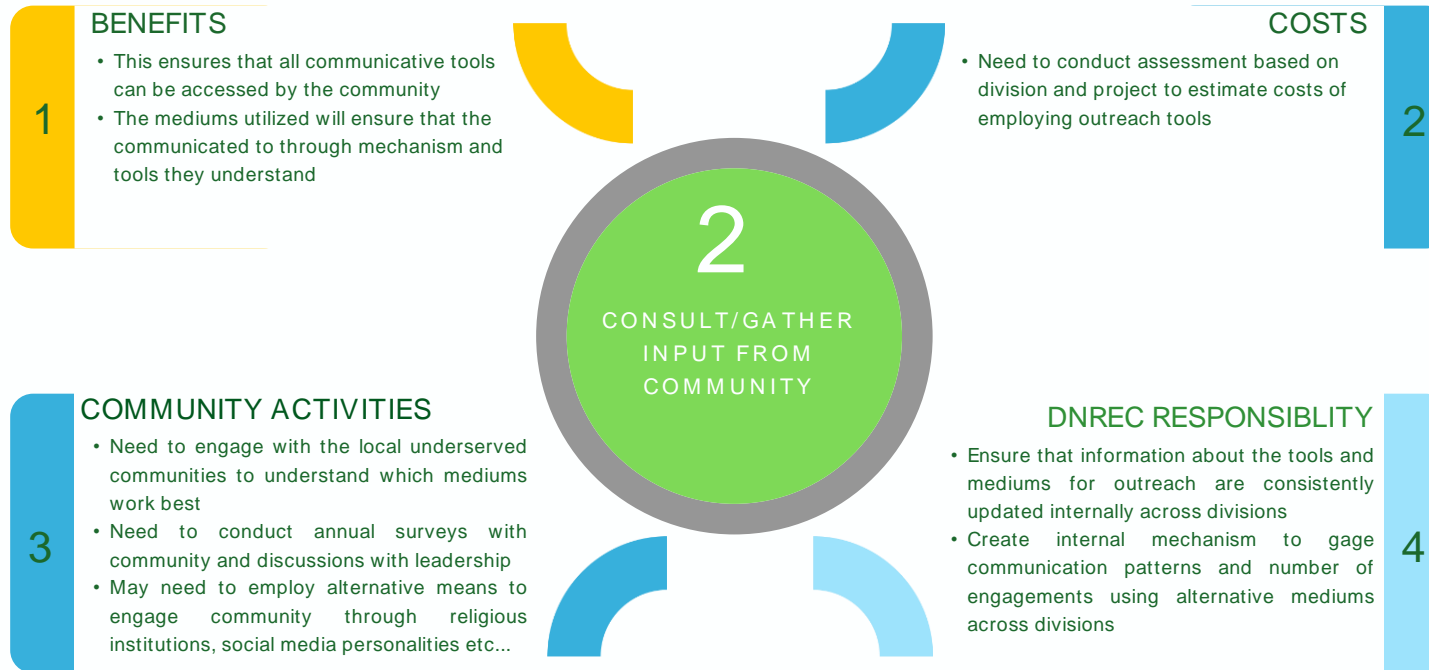 1
BENEFITS
• This ensures that all communicative tools
can be accessed by the community
• The mediums utilized will ensure that the
communicated to through mechanism and
tools they understand
COSTS
• Need to conduct assessment based on
division and project to estimate costs of
employing outreach tools
2
2
CONSULT/GATHER
INPUT FROM
COMMUNITY
3
COMMUNITY ACTIVITIES
• Need to engage with the local underserved
communities to understand which mediums
work best
• Need to conduct annual surveys with
community and discussions with leadership
• May need to employ alternative means to
engage community through religious
institutions, social media personalities etc...
DNREC RESPONSIBLITY
• Ensure that information about the tools and
mediums for outreach are consistently
updated internally across divisions
• Create internal mechanism to gage
communication patterns and number of
engagements using alternative mediums
across divisions
4